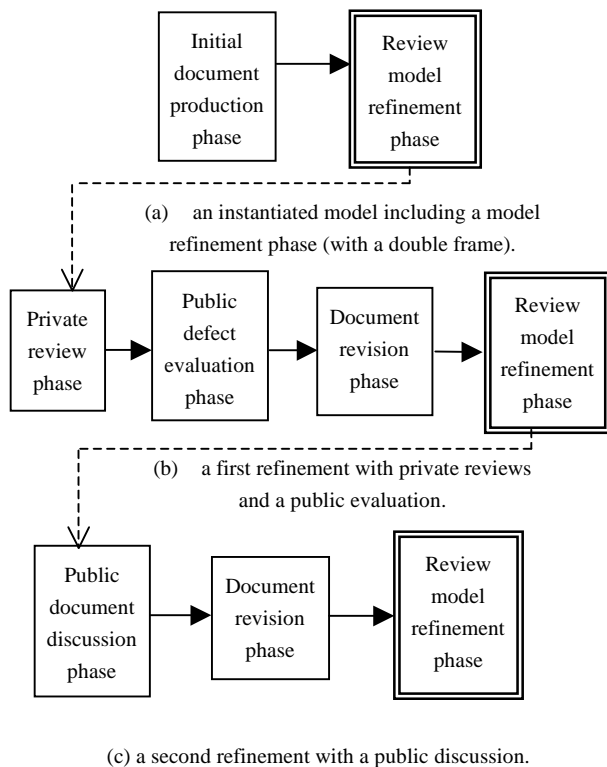 Initial
document
production
phase
Review
model
refinement
phase
(a) an instantiated model including a model
refinement phase (with a double frame).
Private
review
phase
Public
defect
evaluation
phase
Document
revision
phase
Review
model
refinement
phase
(b) a first refinement with private reviews
and a public evaluation.
Public
document
discussion
phase
Document
revision
phase
Review
model
refinement
phase
(c) a second refinement with a public discussion.